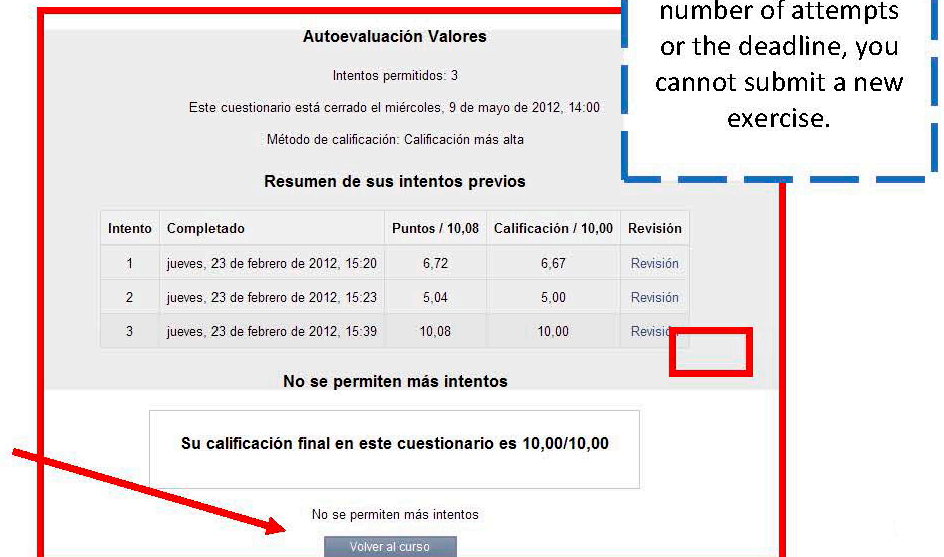 number of attempts
or the deadline, you
cannot submit a new
exercise.
Autoevaluación Valores
Intentos permitidos: 3
Este cuestionario está cerrado el miércoles, 9 de mayo de 2012, 14:00
Método de calificación: Calificación más alta
Resumen de sus intentos previos
Intento Completado Puntos / 10,08 Calificación / 10,00 Revisión
1 jueves, 23 de febrero de 2012, 15:20 6,72 6,67 Revisión
2 jueves, 23 de febrero de 2012, 15:23 5,04 5,00 Revisión
3 jueves, 23 de febrero de 2012, 15:39 10,08 10,00 Revisión
No se permiten más intentos
Su calificación final en este cuestionario es 10,00/10,00
No se permiten más intentos
Volver al curso